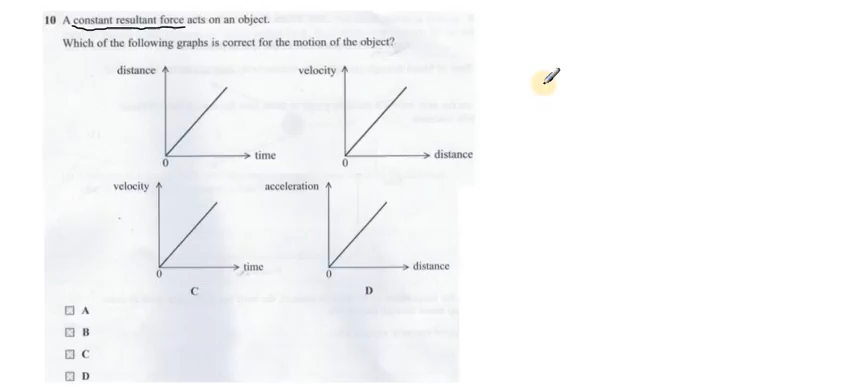 10 A constant resultant force acts on an object.
Which of the following graphs is correct for the motion of the object?
distance
velocity
0
time
0
distance
velocity
acceleration
0
time
0
distance
C
D
A
B
C
D